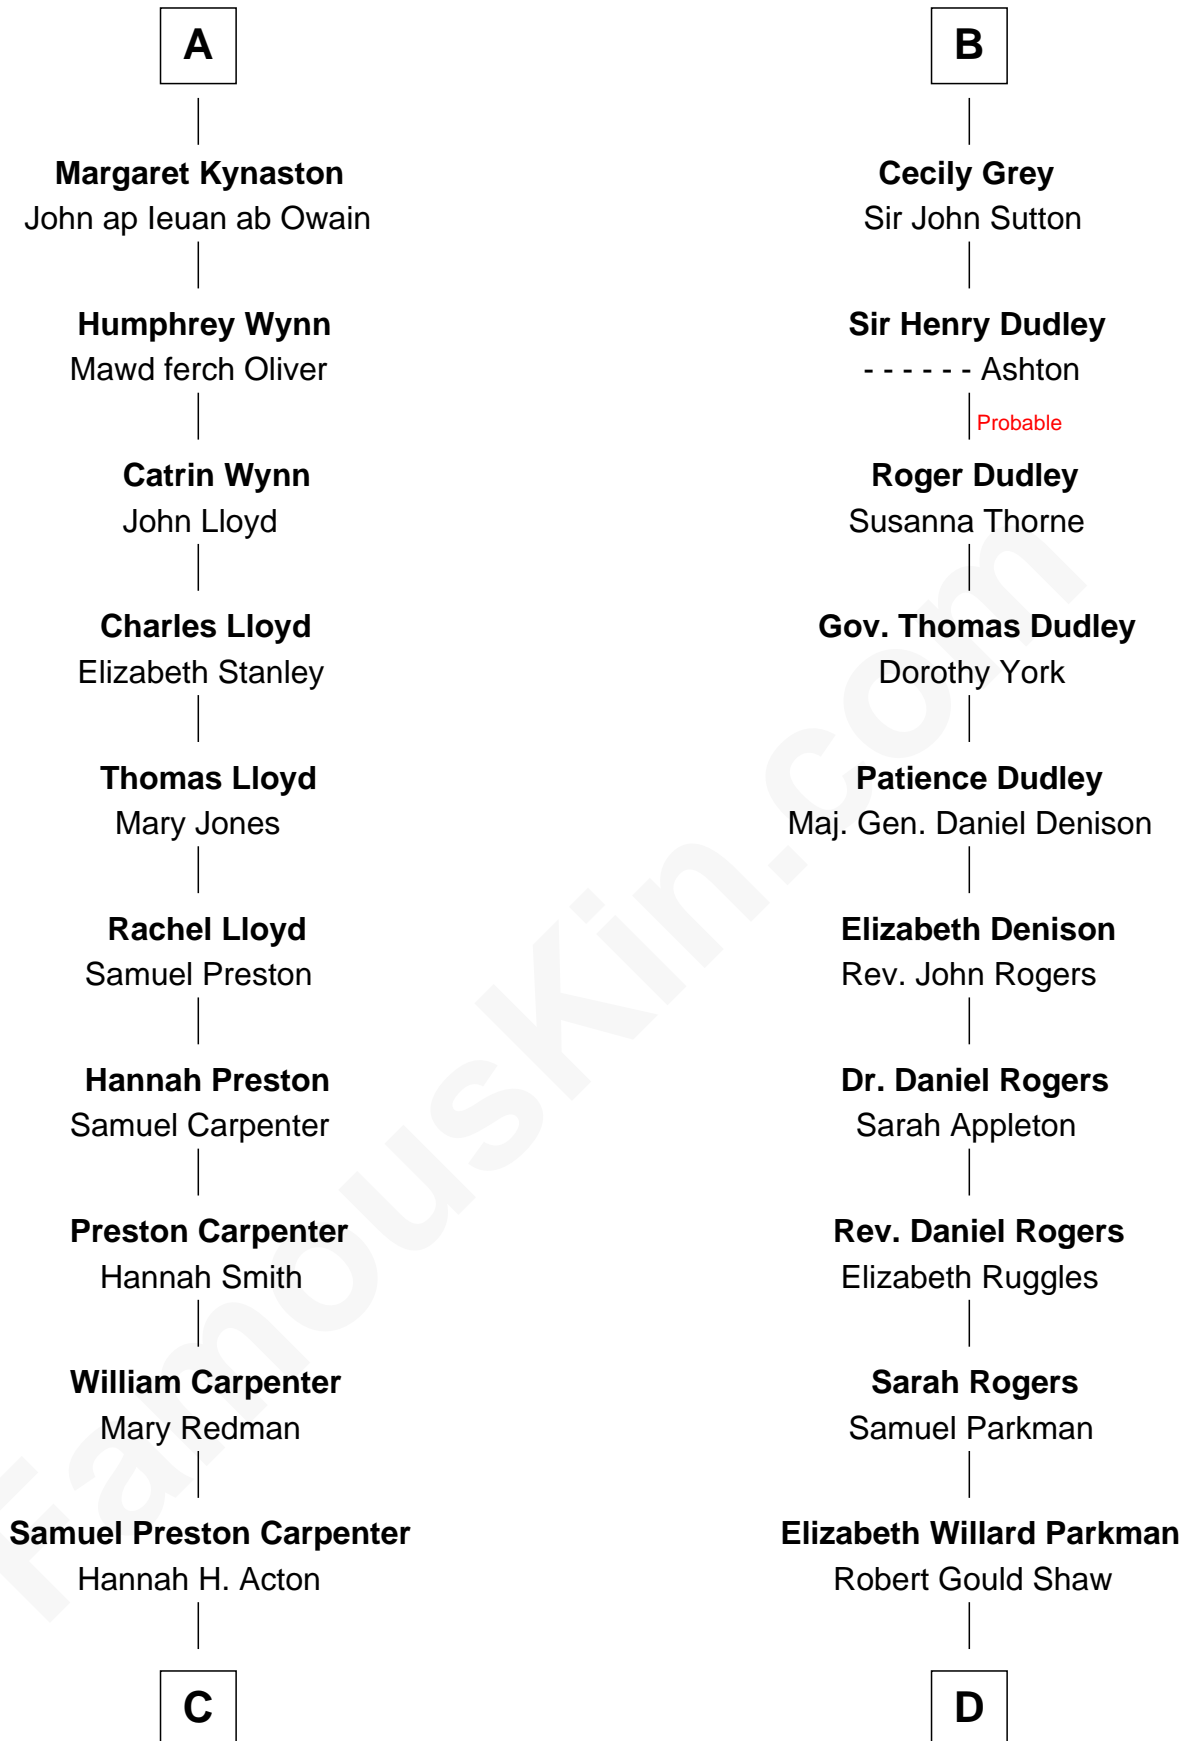 A
Margaret Kynaston
John ap Ieuan ab Owain
Humphrey Wynn
Mawd ferch Oliver
Catrin Wynn
John Lloyd
Charles Lloyd
Elizabeth Stanley
Thomas Lloyd
Mary Jones
Rachel Lloyd
Samuel Preston
Hannah Preston
Samuel Carpenter
Preston Carpenter
Hannah Smith
William Carpenter
Mary Redman
Samuel Preston Carpenter
Hannah H. Acton
C
B
Cecily Grey
Sir John Sutton
Sir Henry Dudley
- - - - - - Ashton
Probable
Roger Dudley
Susanna Thorne
Gov. Thomas Dudley
Dorothy York
Patience Dudley
Maj. Gen. Daniel Denison
Elizabeth Denison
Rev. John Rogers
Dr. Daniel Rogers
Sarah Appleton
Rev. Daniel Rogers
Elizabeth Ruggles
Sarah Rogers
Samuel Parkman
Elizabeth Willard Parkman
Robert Gould Shaw
D
FamousKin.com